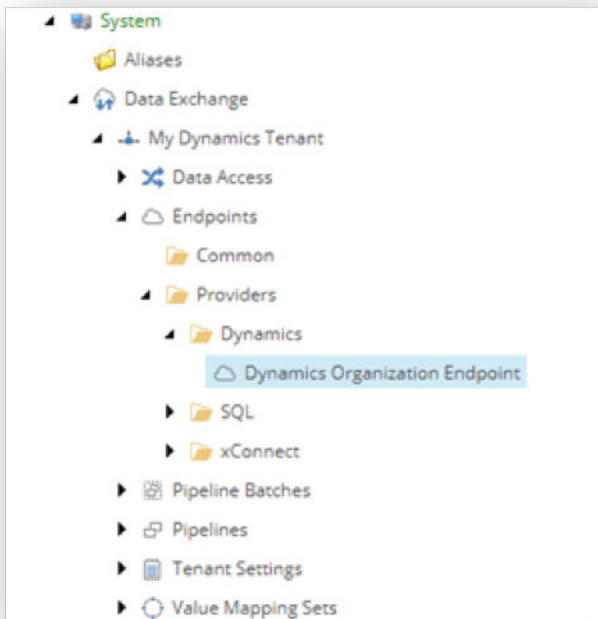 System
Aliases
Data Exchange
My Dynamics Tenant
Data Access
Endpoints
Common
Providers
Dynamics
Dynamics Organization Endpoint
SQL
xConnect
Pipeline Batches
Pipelines
Tenant Settings
Value Mapping Sets